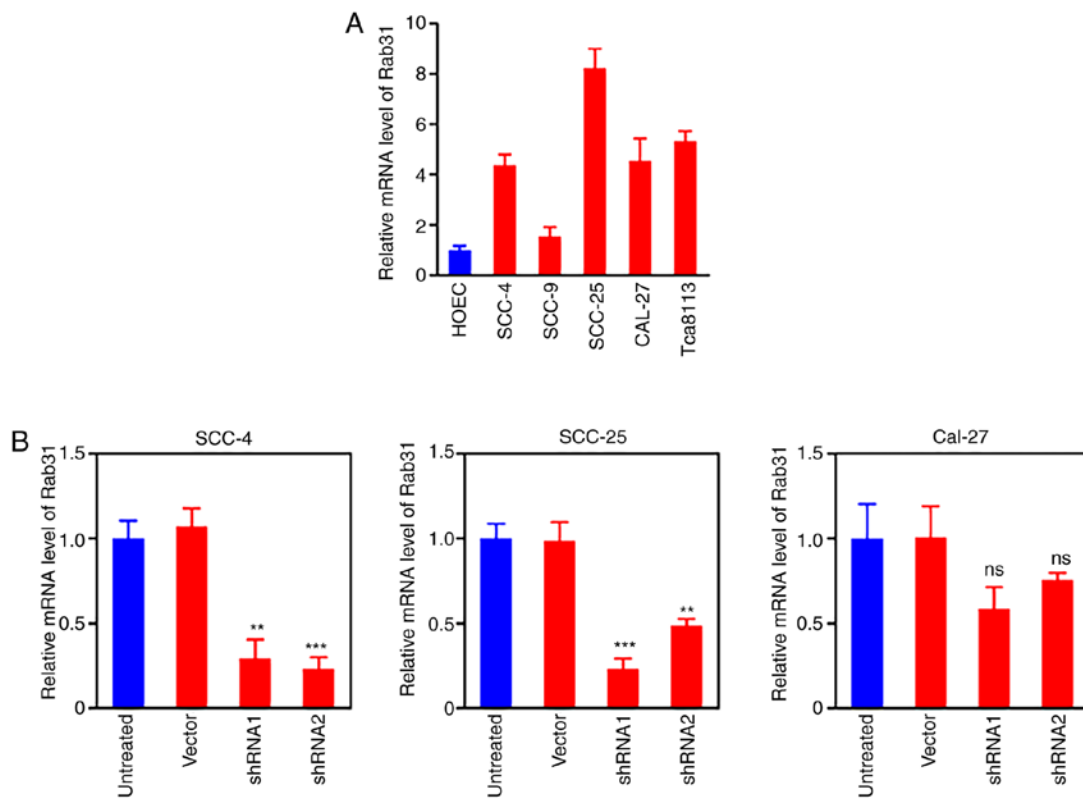 A
Relative mRNA level of Rab31
10
8
6
4
2
0
HOEC
SCC-4
SCC-9
SCC-25
CAL-27
Tca8113
B
SCC-4
Relative mRNA level of Rab31
1.5
1.0
0.5
0
**
***
Untreated
Vector
shRNA1
shRNA2
SCC-25
Relative mRNA level of Rab31
1.5
1.0
0.5
0
***
**
Untreated
Vector
shRNA1
shRNA2
Cal-27
Relative mRNA level of Rab31
1.5
1.0
0.5
0
ns
ns
Untreated
Vector
shRNA1
shRNA2